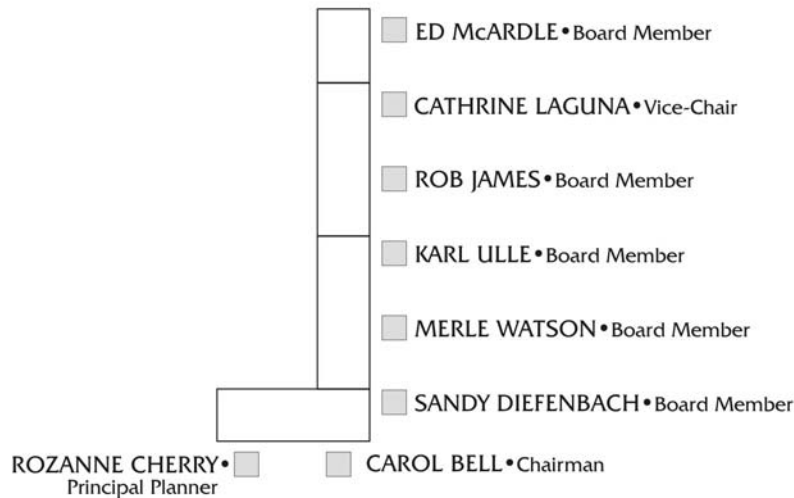 ED McARDLE • Board Member
CATHRINE LAGUNA • Vice-Chair
ROB JAMES • Board Member
KARL ULLE • Board Member
MERLE WATSON • Board Member
SANDY DIEFENBACH • Board Member
ROZANNE CHERRY •
Principal Planner
CAROL BELL • Chairman